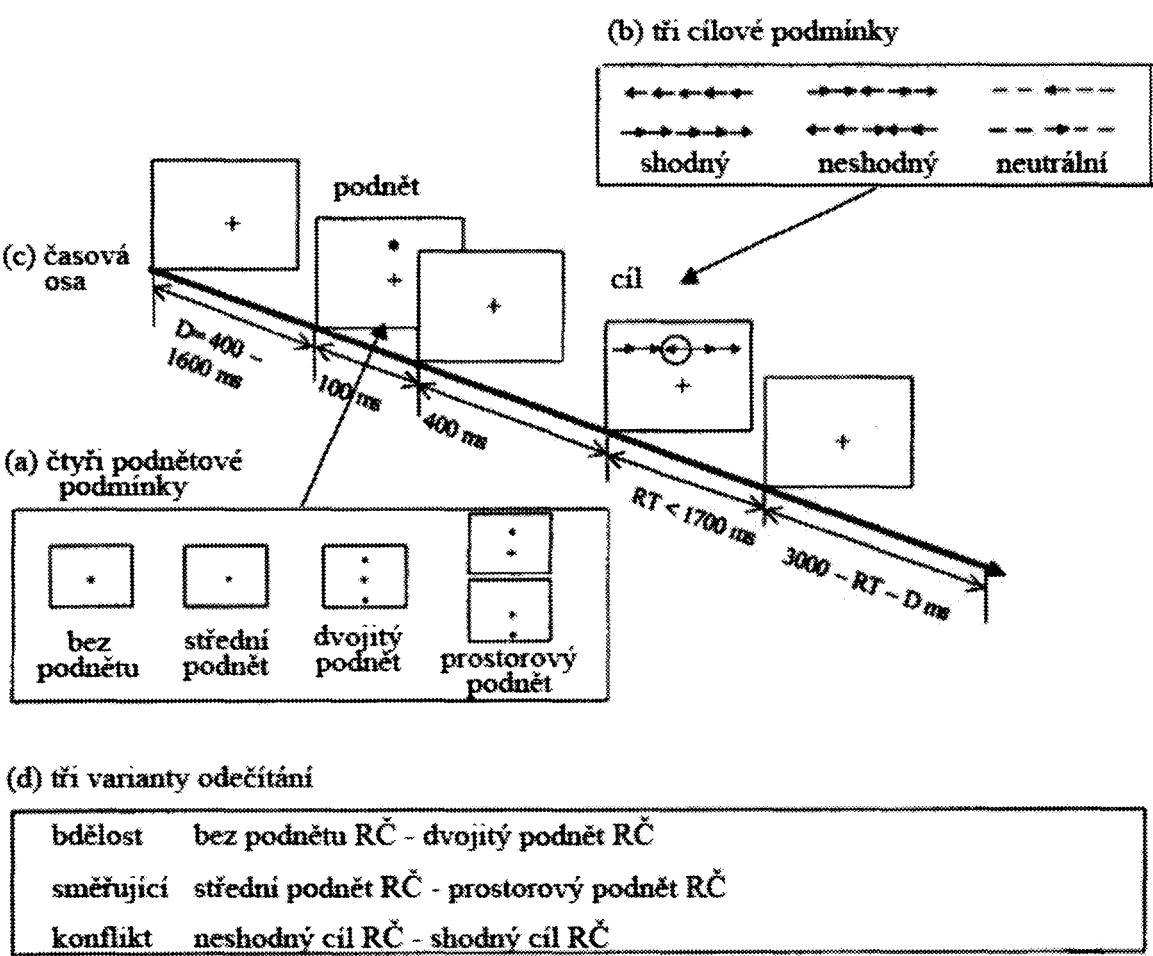 (b) tři cílové podmínky
shodný neshodný neutrální
podnět
(c) časová
osa
cíl
D=400 –
1600 ms
100 ms
400 ms
RT < 1700 ms
3000 – RT – D ms
(a) čtyři podnětové
podmínky
bez
podnětu
střední
podnět
dvojitý
podnět
prostorový
podnět
(d) tři varianty odečítání
bdělost bez podnětu RČ - dvojitý podnět RČ
směřující střední podnět RČ - prostorový podnět RČ
konflikt neshodný cíl RČ - shodný cíl RČ